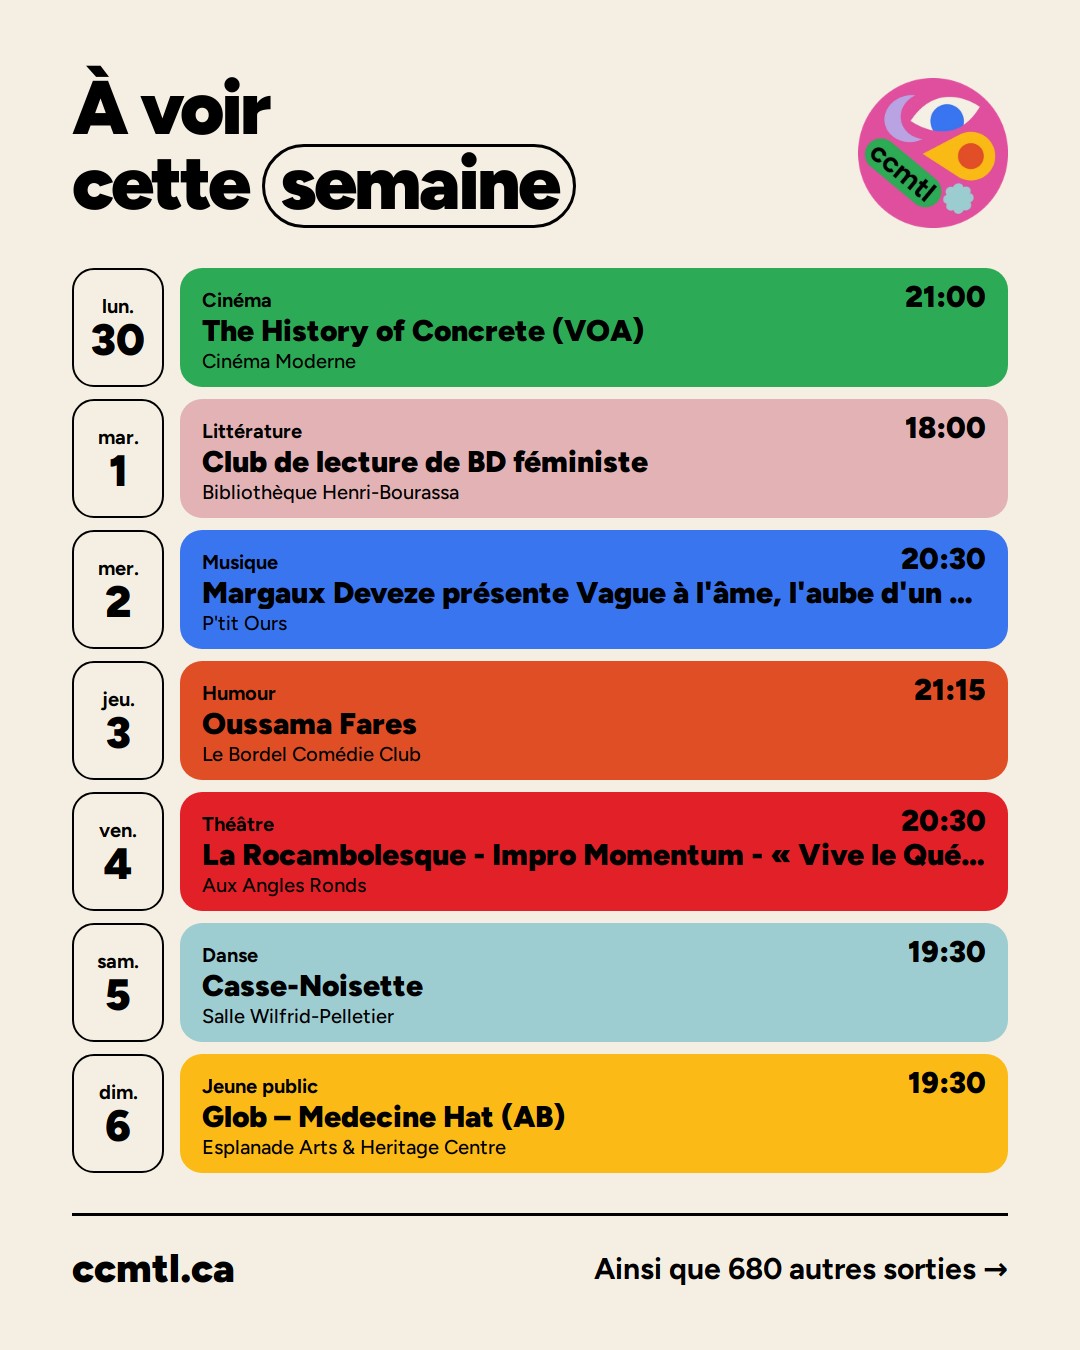 À voir
cette semaine
ccmtl
lun.
30
Cinéma
21:00
The History of Concrete (VOA)
Cinéma Moderne
mar.
1
Littérature
18:00
Club de lecture de BD féministe
Bibliothèque Henri-Bourassa
mer.
2
Musique
20:30
Margaux Deveze présente Vague à l'âme, l'aube d'un ...
P'tit Ours
jeu.
3
Humour
21:15
Oussama Fares
Le Bordel Comédie Club
ven.
4
Théâtre
20:30
La Rocambolesque - Impro Momentum - « Vive le Qué...
Aux Angles Ronds
sam.
5
Danse
19:30
Casse-Noisette
Salle Wilfrid-Pelletier
dim.
6
Jeune public
19:30
Glob – Medecine Hat (AB)
Esplanade Arts & Heritage Centre
ccmtl.ca
Ainsi que 680 autres sorties →